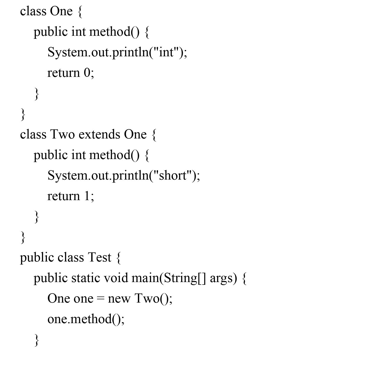 class One {
public int method() {
System.out.println("int");
return 0;
}
}
class Two extends One {
public int method() {
System.out.println("short");
return 1;
}
}
public class Test {
public static void main(String[] args) {
One one = new Two();
one.method();
}